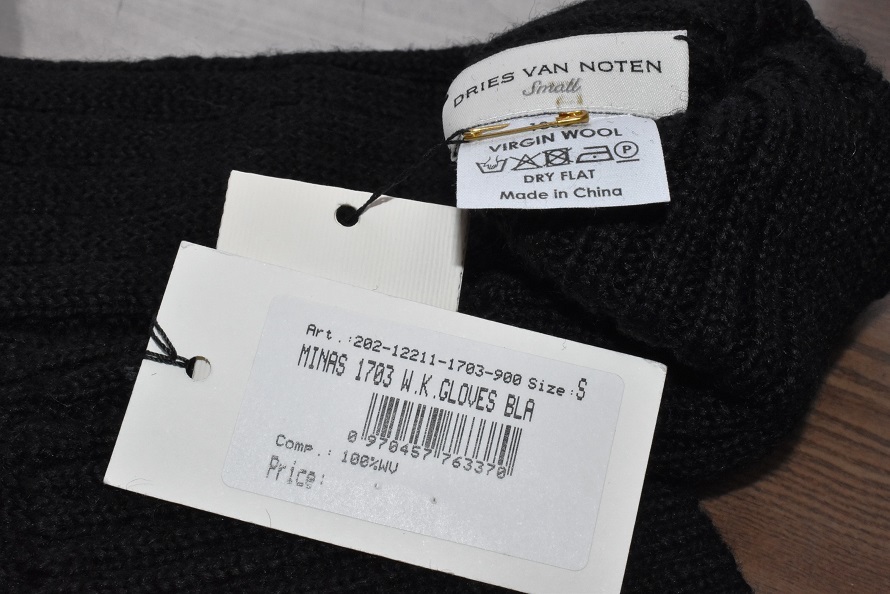 DRIES VAN NOTEN
Small
VIRGIN WOOL
P
DRY FLAT
Made in China
Art.:202-12211-1703-900 Size:S
MINAS 1703 W.K.GLOVES BLA
0 970457 763370
Comp.: 100%WV
Price: